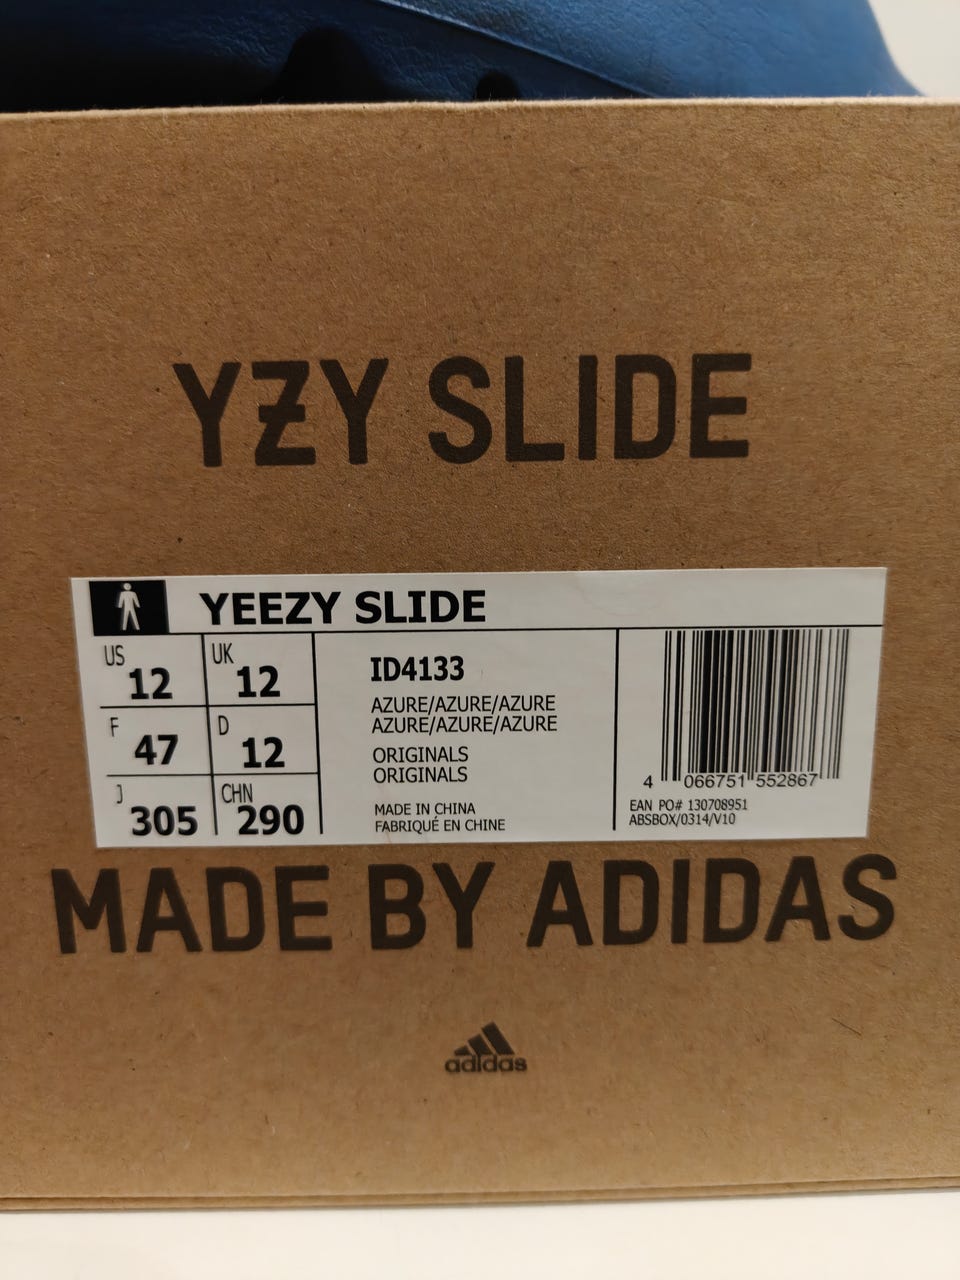 YZY SLIDE
YEEZY SLIDE
US 12 UK 12
F 47 D 12
J 305 CHN 290
ID4133
AZURE/AZURE/AZURE
AZURE/AZURE/AZURE
ORIGINALS
ORIGINALS
MADE IN CHINA
FABRIQUÉ EN CHINE
4 066751 552867
EAN PO# 130708951
ABSBOX/0314/V10
MADE BY ADIDAS
adidas